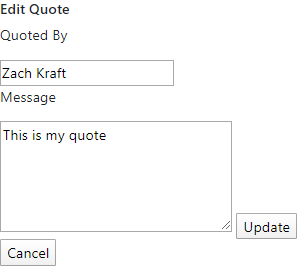 Edit Quote
Quoted By
Zach Kraft
Message
This is my quote
Update
Cancel